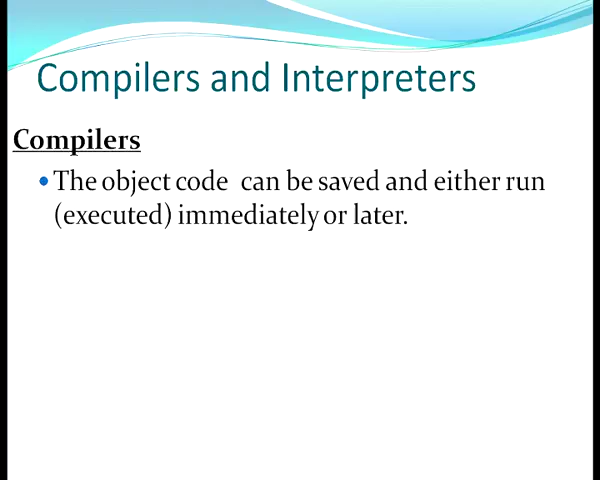 Compilers and Interpreters
Compilers
• The object code can be saved and either run
(executed) immediately or later.